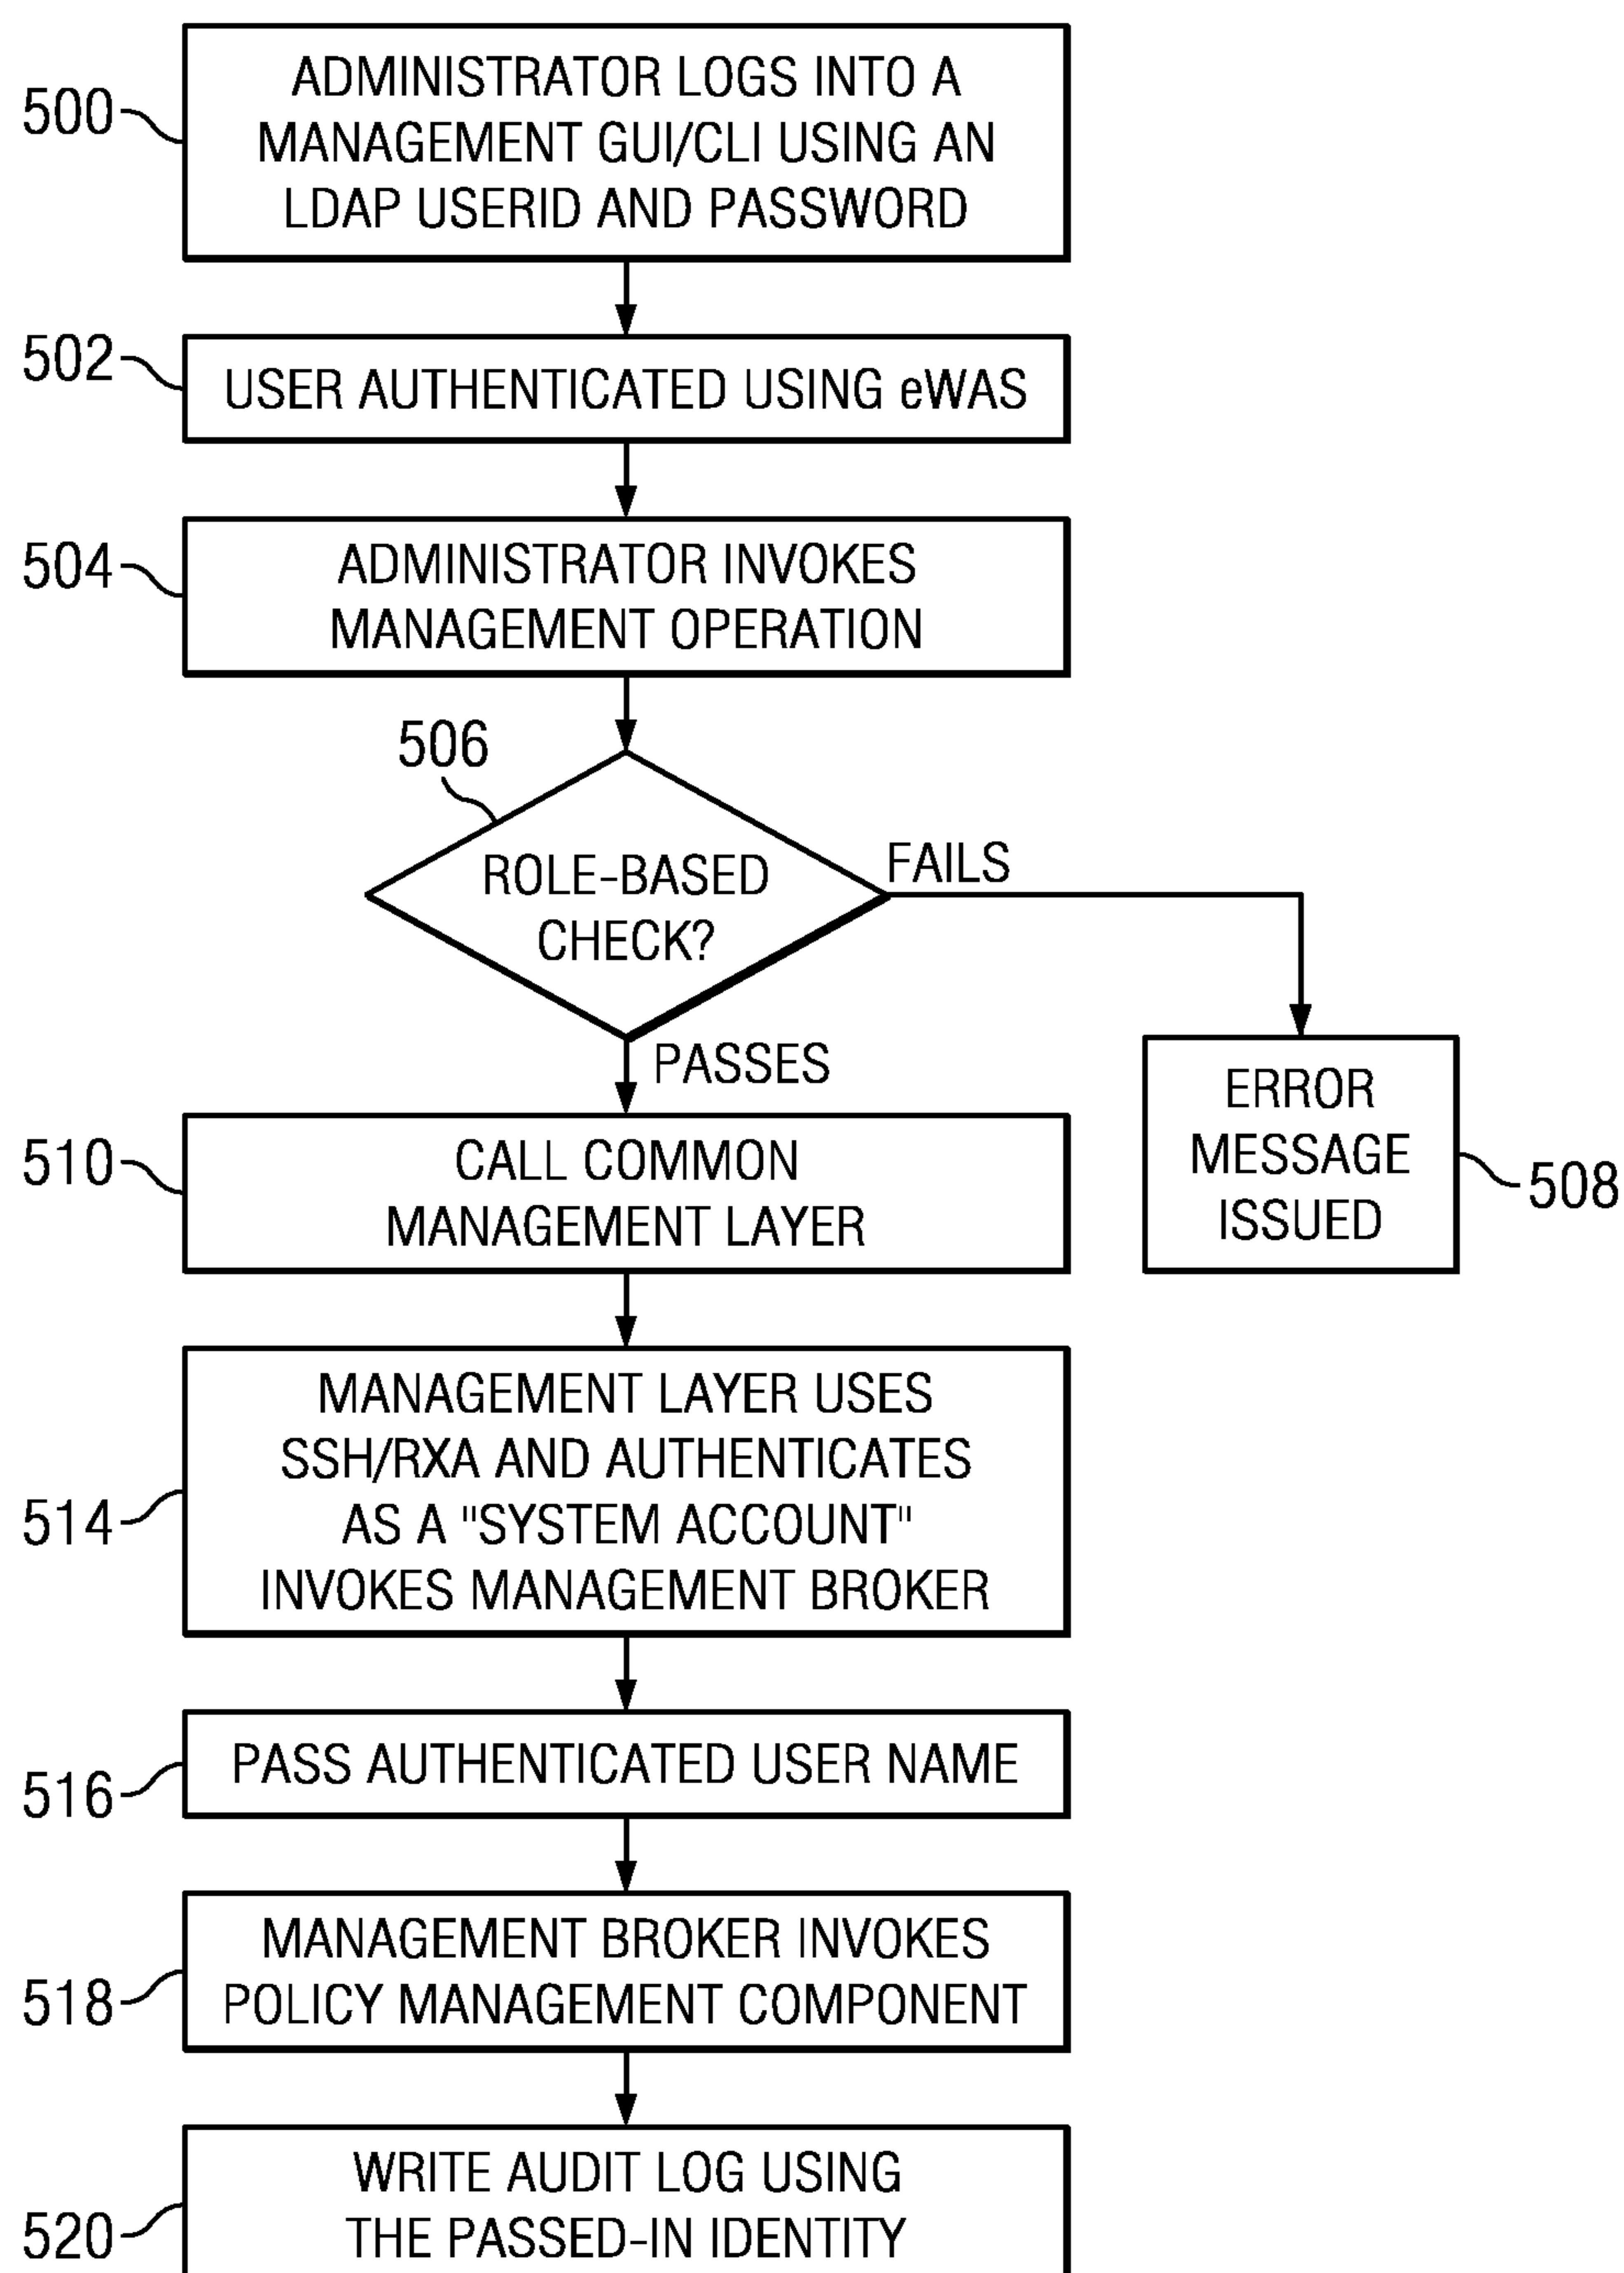 500
ADMINISTRATOR LOGS INTO A
MANAGEMENT GUI/CLI USING AN
LDAP USERID AND PASSWORD
502
USER AUTHENTICATED USING eWAS
504
ADMINISTRATOR INVOKES
MANAGEMENT OPERATION
506
ROLE-BASED
CHECK?
FAILS
PASSES
ERROR
MESSAGE
ISSUED
508
510
CALL COMMON
MANAGEMENT LAYER
514
MANAGEMENT LAYER USES
SSH/RXA AND AUTHENTICATES
AS A "SYSTEM ACCOUNT"
INVOKES MANAGEMENT BROKER
516
PASS AUTHENTICATED USER NAME
518
MANAGEMENT BROKER INVOKES
POLICY MANAGEMENT COMPONENT
520
WRITE AUDIT LOG USING
THE PASSED-IN IDENTITY